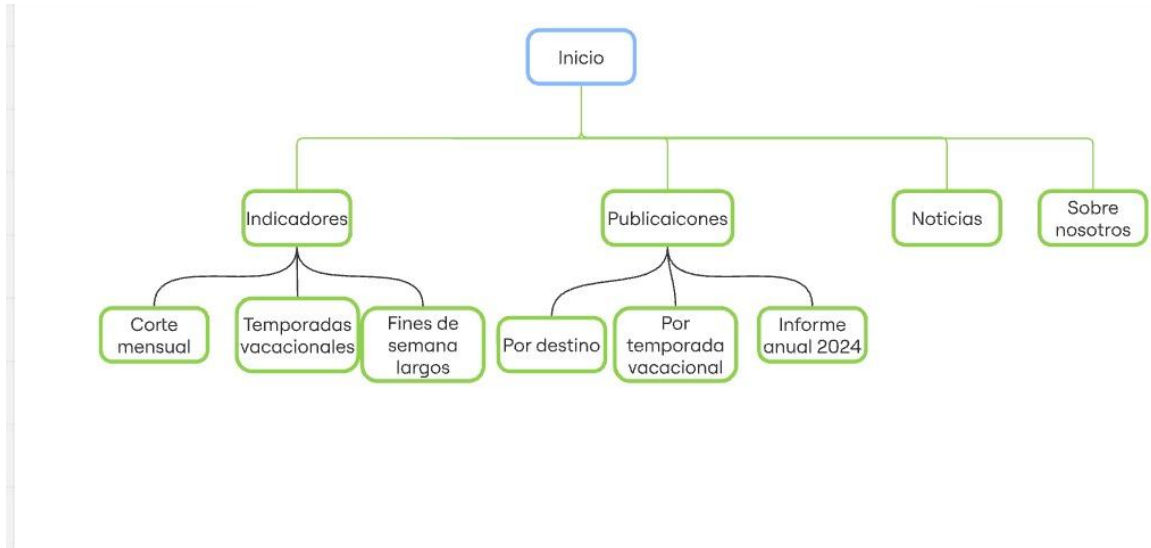 Inicio
Indicadores
Publicaicones
Noticias
Sobre
nosotros
Corte
mensual
Temporadas
vacacionales
Fines de
semana
largos
Por destino
Por
temporada
vacacional
Informe
anual 2024